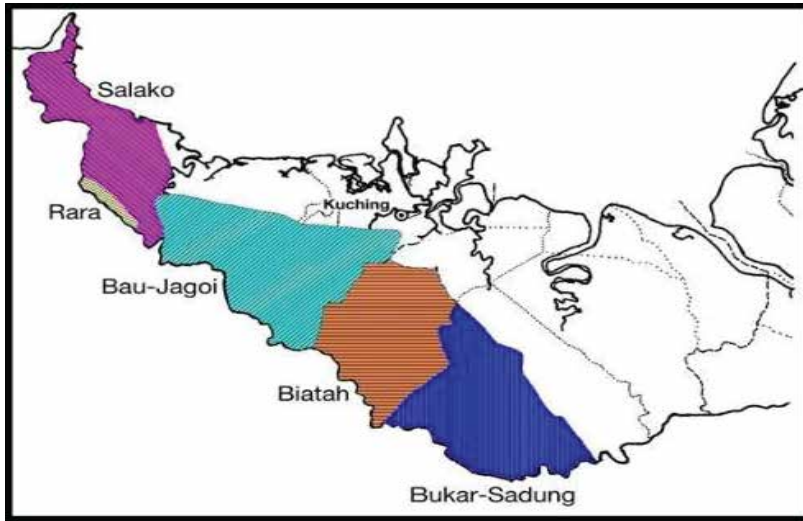 Salako
Kuching
Rara
Bau-Jagoi
Biatah
Bukar-Sadung